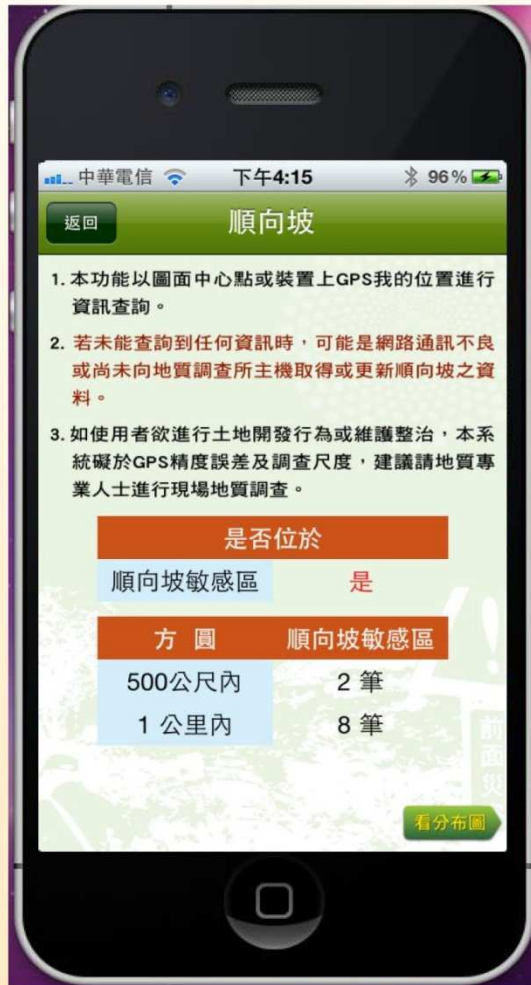 中華電信 下午4:15 96%
返回 順向坡
1. 本功能以圖面中心點或裝置上GPS我的位置進行
資訊查詢。
2. 若未能查詢到任何資訊時，可能是網路通訊不良
或尚未向地質調查所主機取得或更新順向坡之資
料。
3. 如使用者欲進行土地開發行為或維護整治，本系
統礙於GPS精度誤差及調查尺度，建議請地質專
業人士進行現場地質調查。
是否位於
順向坡敏感區 是
方圓 順向坡敏感區
500公尺內 2 筆
1 公里內 8 筆
前面災
看分布圖